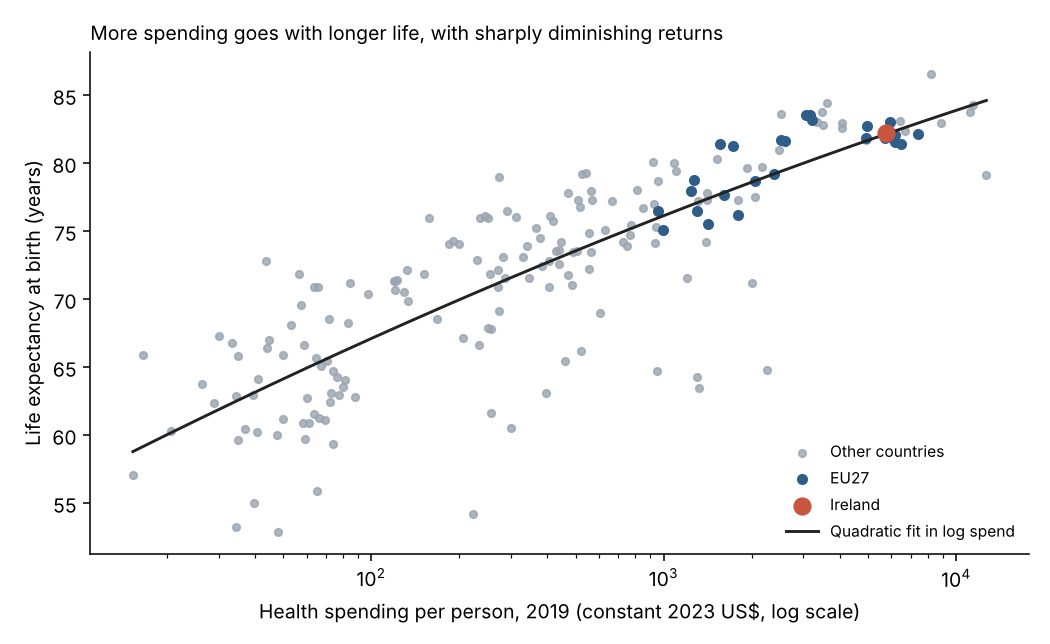 More spending goes with longer life, with sharply diminishing returns
Life expectancy at birth (years)
85
80
75
70
65
60
55
Other countries
EU27
Ireland
Quadratic fit in log spend
10²
10³
10⁴
Health spending per person, 2019 (constant 2023 US$, log scale)